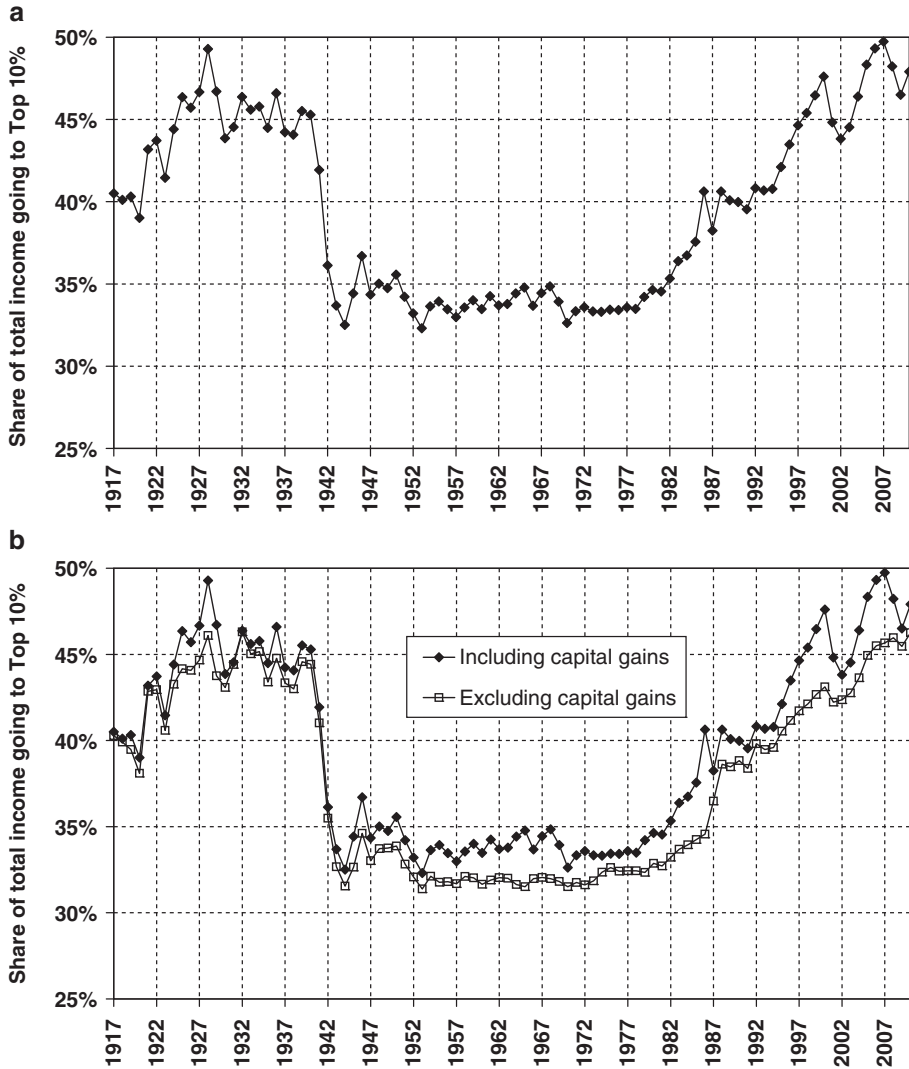 a
Share of total income going to Top 10%
50%
45%
40%
35%
30%
25%
1917 1922 1927 1932 1937 1942 1947 1952 1957 1962 1967 1972 1977 1982 1987 1992 1997 2002 2007
b
Share of total income going to Top 10%
50%
45%
40%
35%
30%
25%
Including capital gains
Excluding capital gains
1917 1922 1927 1932 1937 1942 1947 1952 1957 1962 1967 1972 1977 1982 1987 1992 1997 2002 2007